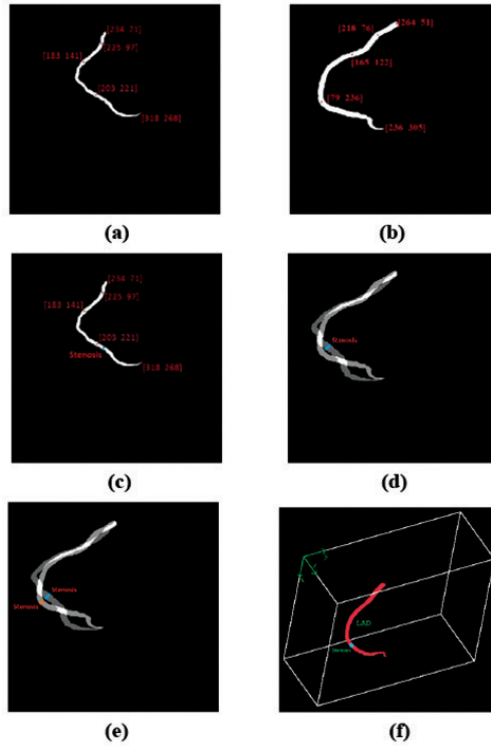 [234 71]
[225 97]
[183 141]
[203 221]
[318 268]
(a)
[264 51]
[218 76]
[165 122]
[79 236]
[236 305]
(b)
[234 71]
[225 97]
[183 141]
[203 221]
Stenosis
[318 268]
(c)
Stenosis
(d)
Stenosis
Stenosis
(e)
LAD
Stenosis
(f)